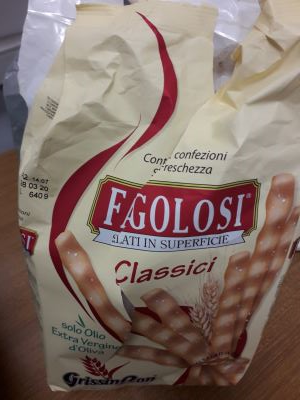 confezioni
freschezza
FAGOLOSI®
SALATI IN SUPERFICIE
Classici
solo Olio
Extra Vergine
d'Oliva
GrissinBon